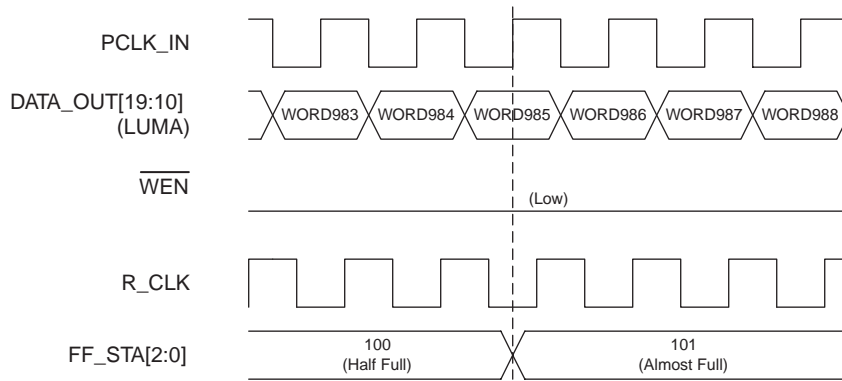 PCLK_IN
DATA_OUT[19:10]
(LUMA)
WORD983 WORD984 WORD985 WORD986 WORD987 WORD988
WEN
(Low)
R_CLK
FF_STA[2:0]
100
(Half Full)
101
(Almost Full)